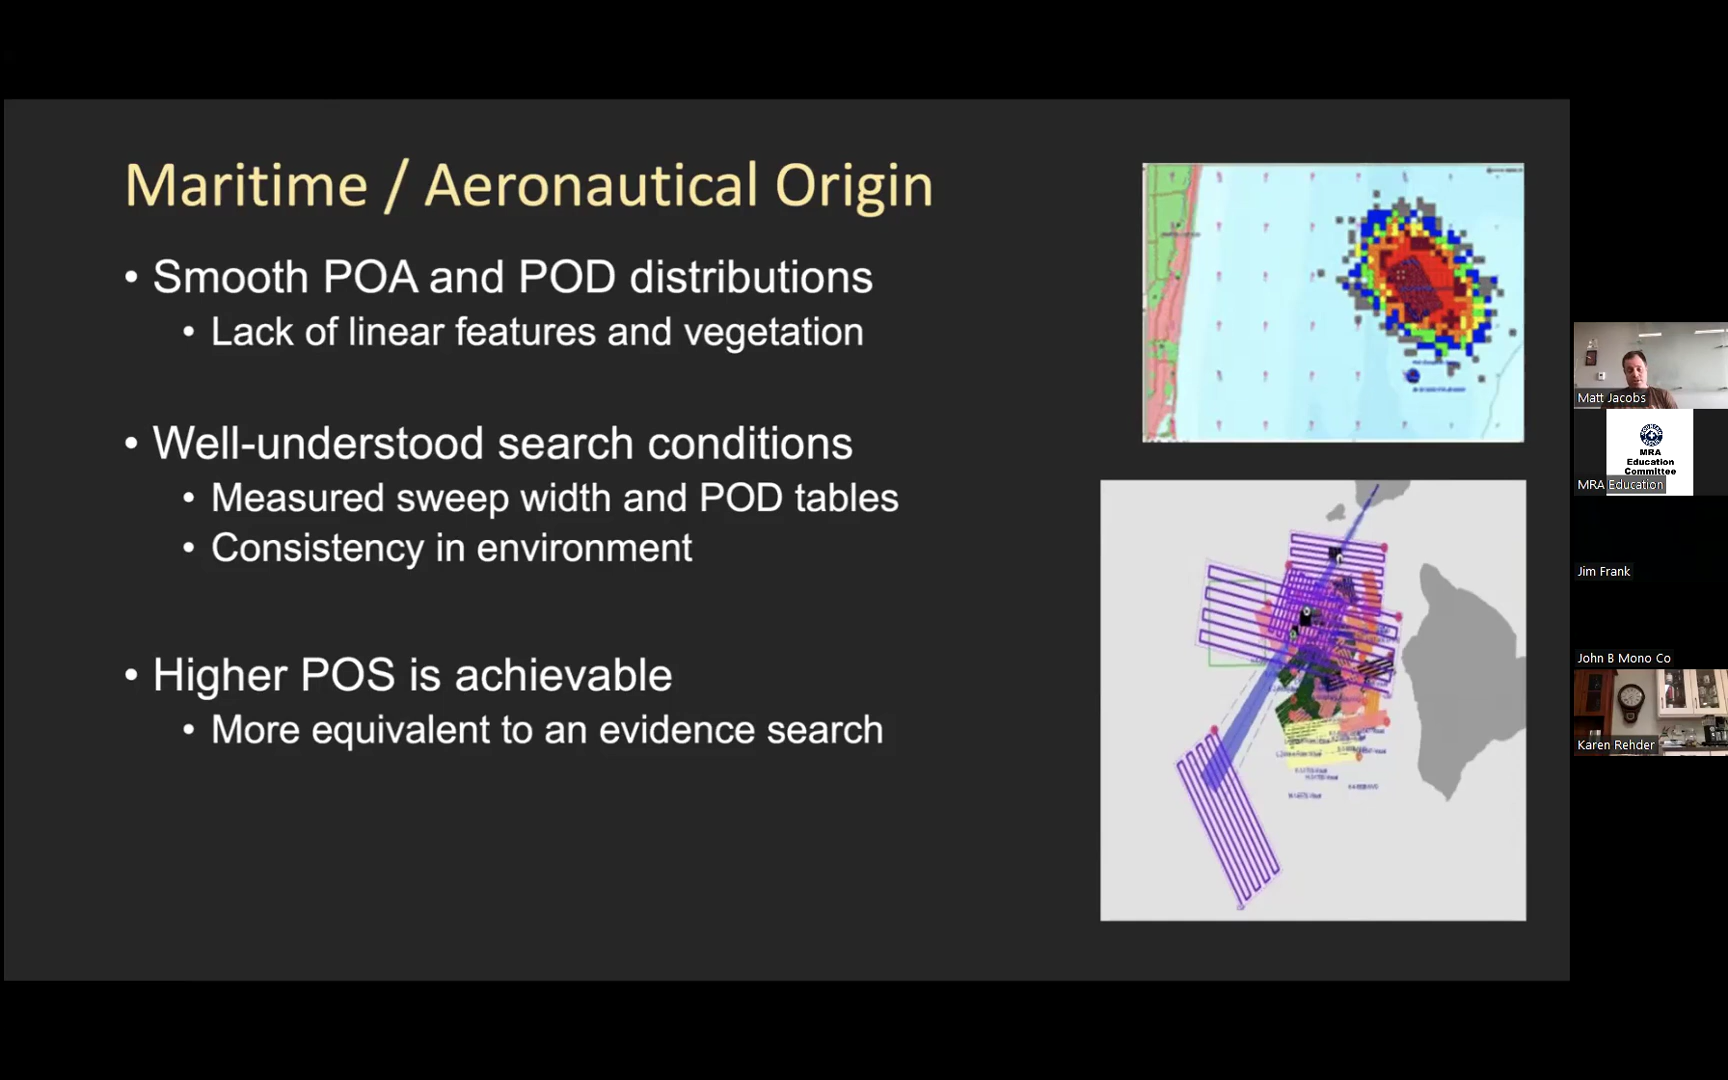 Maritime / Aeronautical Origin
• Smooth POA and POD distributions
• Lack of linear features and vegetation
• Well-understood search conditions
• Measured sweep width and POD tables
• Consistency in environment
• Higher POS is achievable
• More equivalent to an evidence search
Matt Jacobs
MRA
Education
Committee
MRA Education
Jim Frank
John B Mono Co
Karen Rehder